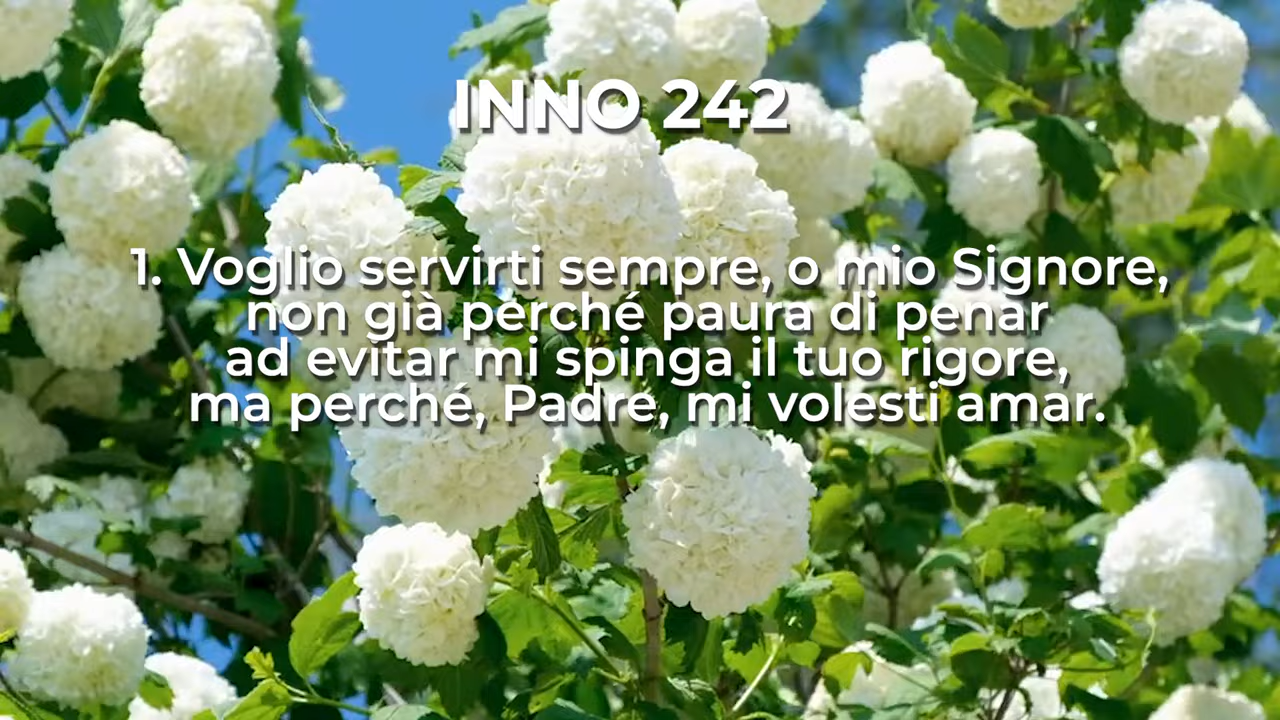 INNO 242
1. Voglio servirti sempre, o mio Signore,
non già perché paura di penar
ad evitar mi spinga il tuo rigore,
ma perché, Padre, mi volesti amar.